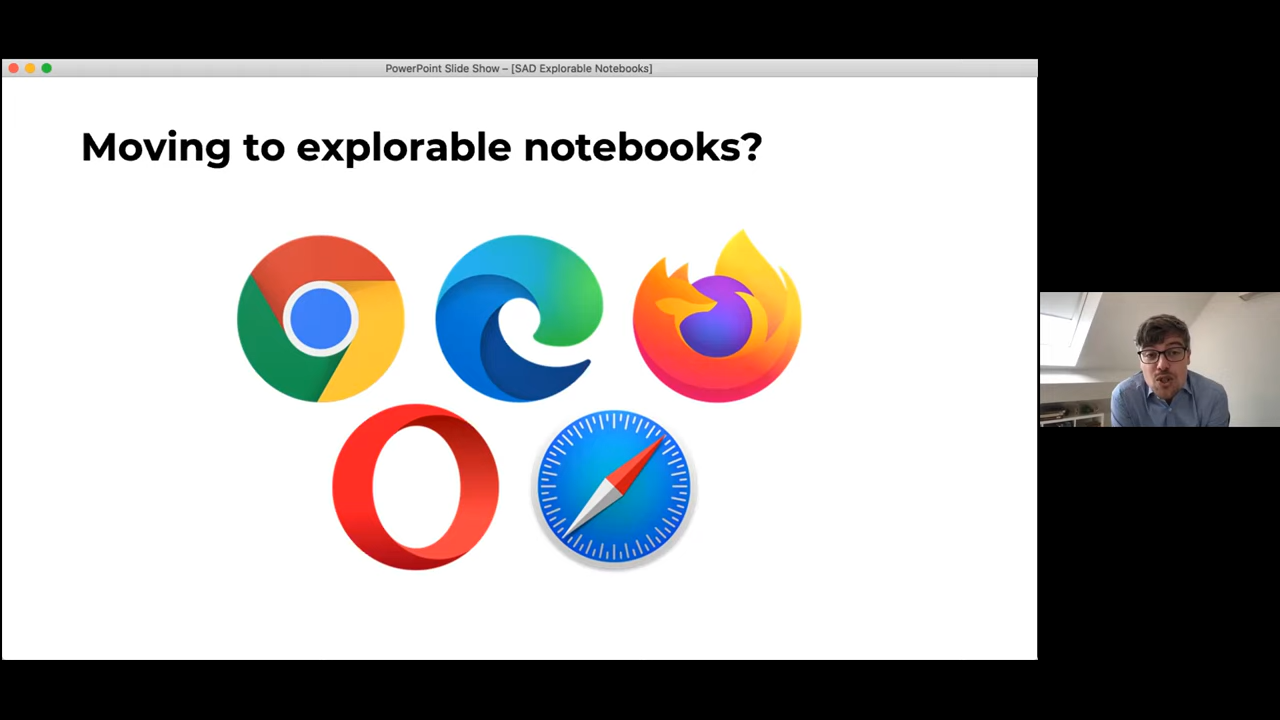 PowerPoint Slide Show – [SAD Explorable Notebooks]
Moving to explorable notebooks?